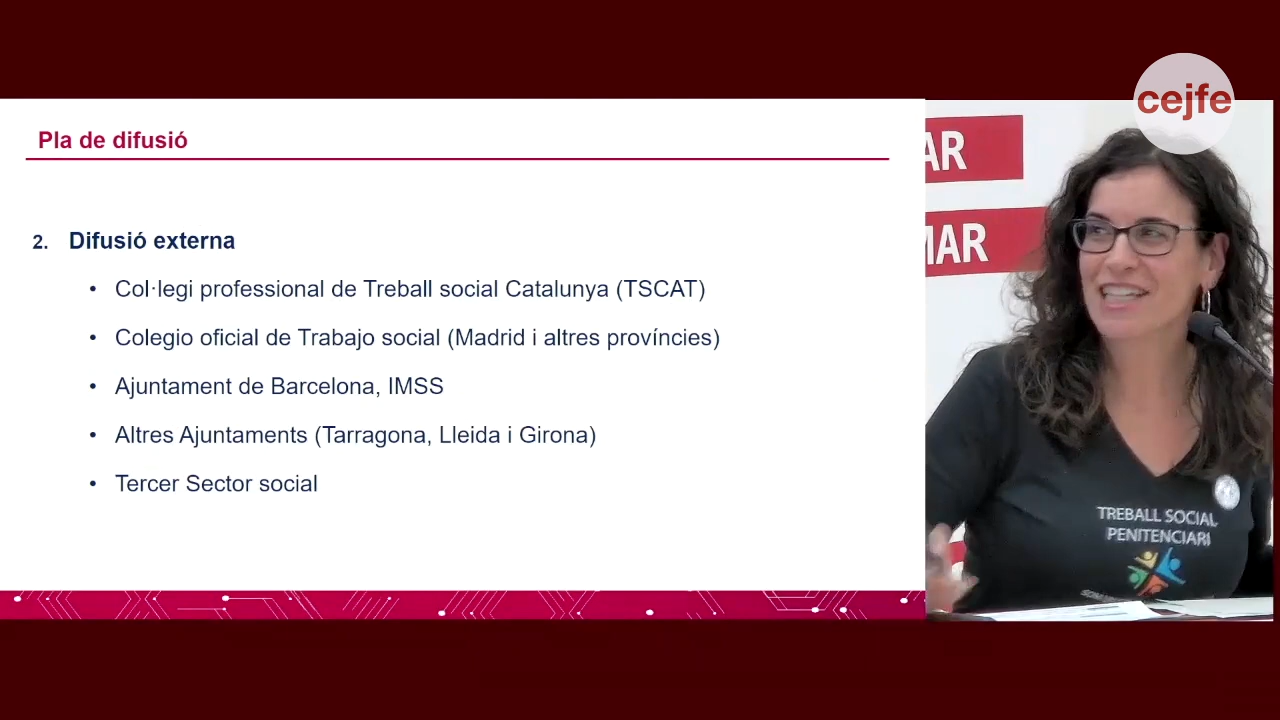 cejfe
Pla de difusió
2. Difusió externa
• Col·legi professional de Treball social Catalunya (TSCAT)
• Colegio oficial de Trabajo social (Madrid i altres províncies)
• Ajuntament de Barcelona, IMSS
• Altres Ajuntaments (Tarragona, Lleida i Girona)
• Tercer Sector social
AR
MAR
TREBALL SOCIAL
PENITENCIARI